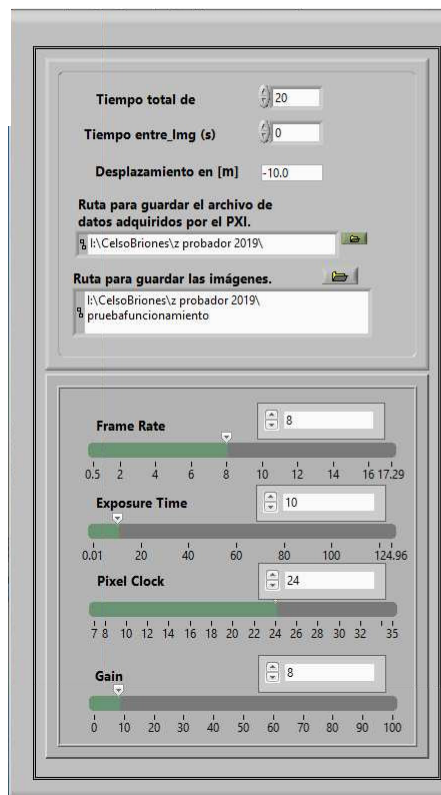 Tiempo total de 20
Tiempo entre_Img (s) 0
Desplazamiento en [m] -10.0
Ruta para guardar el archivo de
datos adquiridos por el PXI.
I:\CelsoBriones\z probador 2019\
Ruta para guardar las imágenes.
I:\CelsoBriones\z probador 2019\
pruebafuncionamiento
Frame Rate 8
0.5 2 4 6 8 10 12 14 16 17.29
Exposure Time 10
0.01 20 40 60 80 100 124.96
Pixel Clock 24
7 8 10 12 14 16 18 20 22 24 26 28 30 32 35
Gain 8
0 10 20 30 40 50 60 70 80 90 100